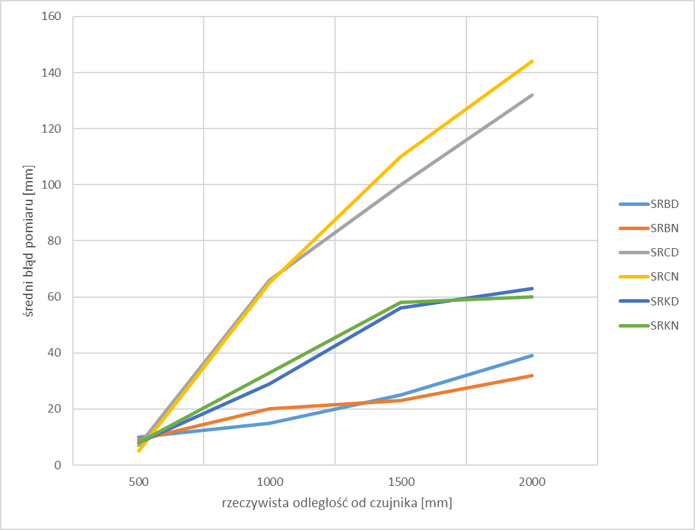 160
140
120
100
80
60
40
20
0
średni błąd pomiaru [mm]
500 1000 1500 2000
rzeczywista odległość od czujnika [mm]
SRBD
SRBN
SRCD
SRCN
SRKD
SRKN